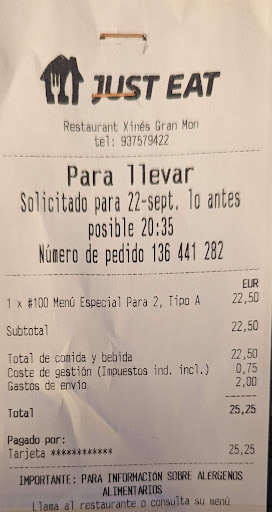 JUST EAT
Restaurant Xinés Gran Mon
tel: 937579422
Para llevar
Solicitado para 22-sept. lo antes
posible 20:35
Número de pedido 136 441 282
EUR
1 x #100 Menú Especial Para 2, Tipo A 22,50
Subtotal 22,50
Total de comida y bebida 22,50
Coste de gestión (Impuestos ind. incl.) 0,75
Gastos de envío 2,00
Total 25,25
Pagado por:
Tarjeta ************ 25,25
IMPORTANTE: PARA INFORMACIÓN SOBRE ALÉRGENOS
ALIMENTARIOS
Llama al restaurante o consulta su menú